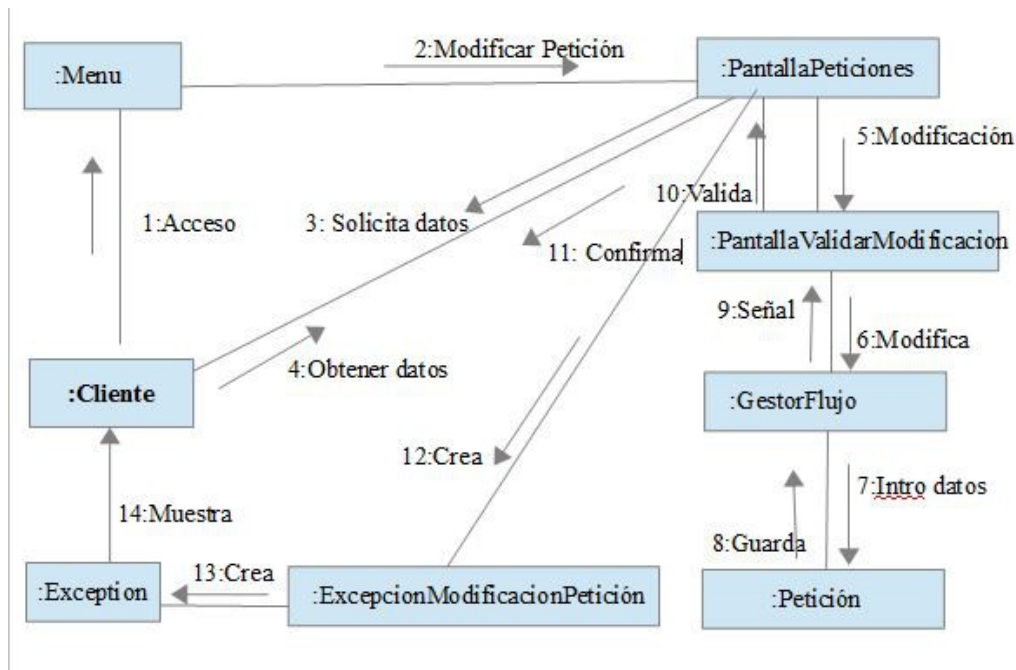 2:Modificar Petición
:Menu
:PantallaPeticiones
5:Modificación
10:Valida
1:Acceso
3: Solicita datos
11: Confirma
:PantallaValidarModificacion
9:Señal
6:Modifica
4:Obtener datos
:Cliente
:GestorFlujo
12:Crea
7:Intro datos
14:Muestra
8:Guarda
13:Crea
:Exception
:ExcepcionModificacionPetición
:Petición